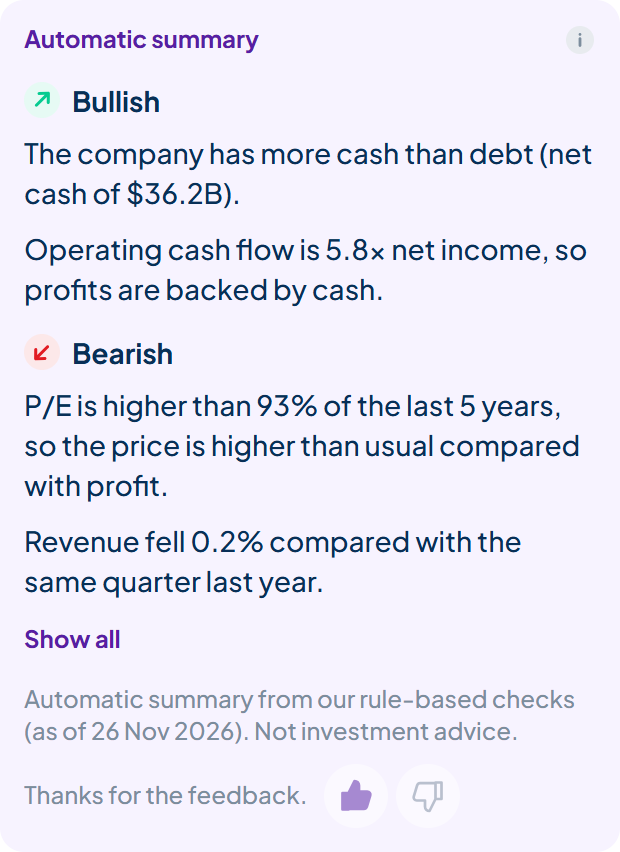 Automatic summary
Bullish
The company has more cash than debt (net
cash of $36.2B).
Operating cash flow is 5.8× net income, so
profits are backed by cash.
Bearish
P/E is higher than 93% of the last 5 years,
so the price is higher than usual compared
with profit.
Revenue fell 0.2% compared with the
same quarter last year.
Show all
Automatic summary from our rule-based checks
(as of 26 Nov 2026). Not investment advice.
Thanks for the feedback.